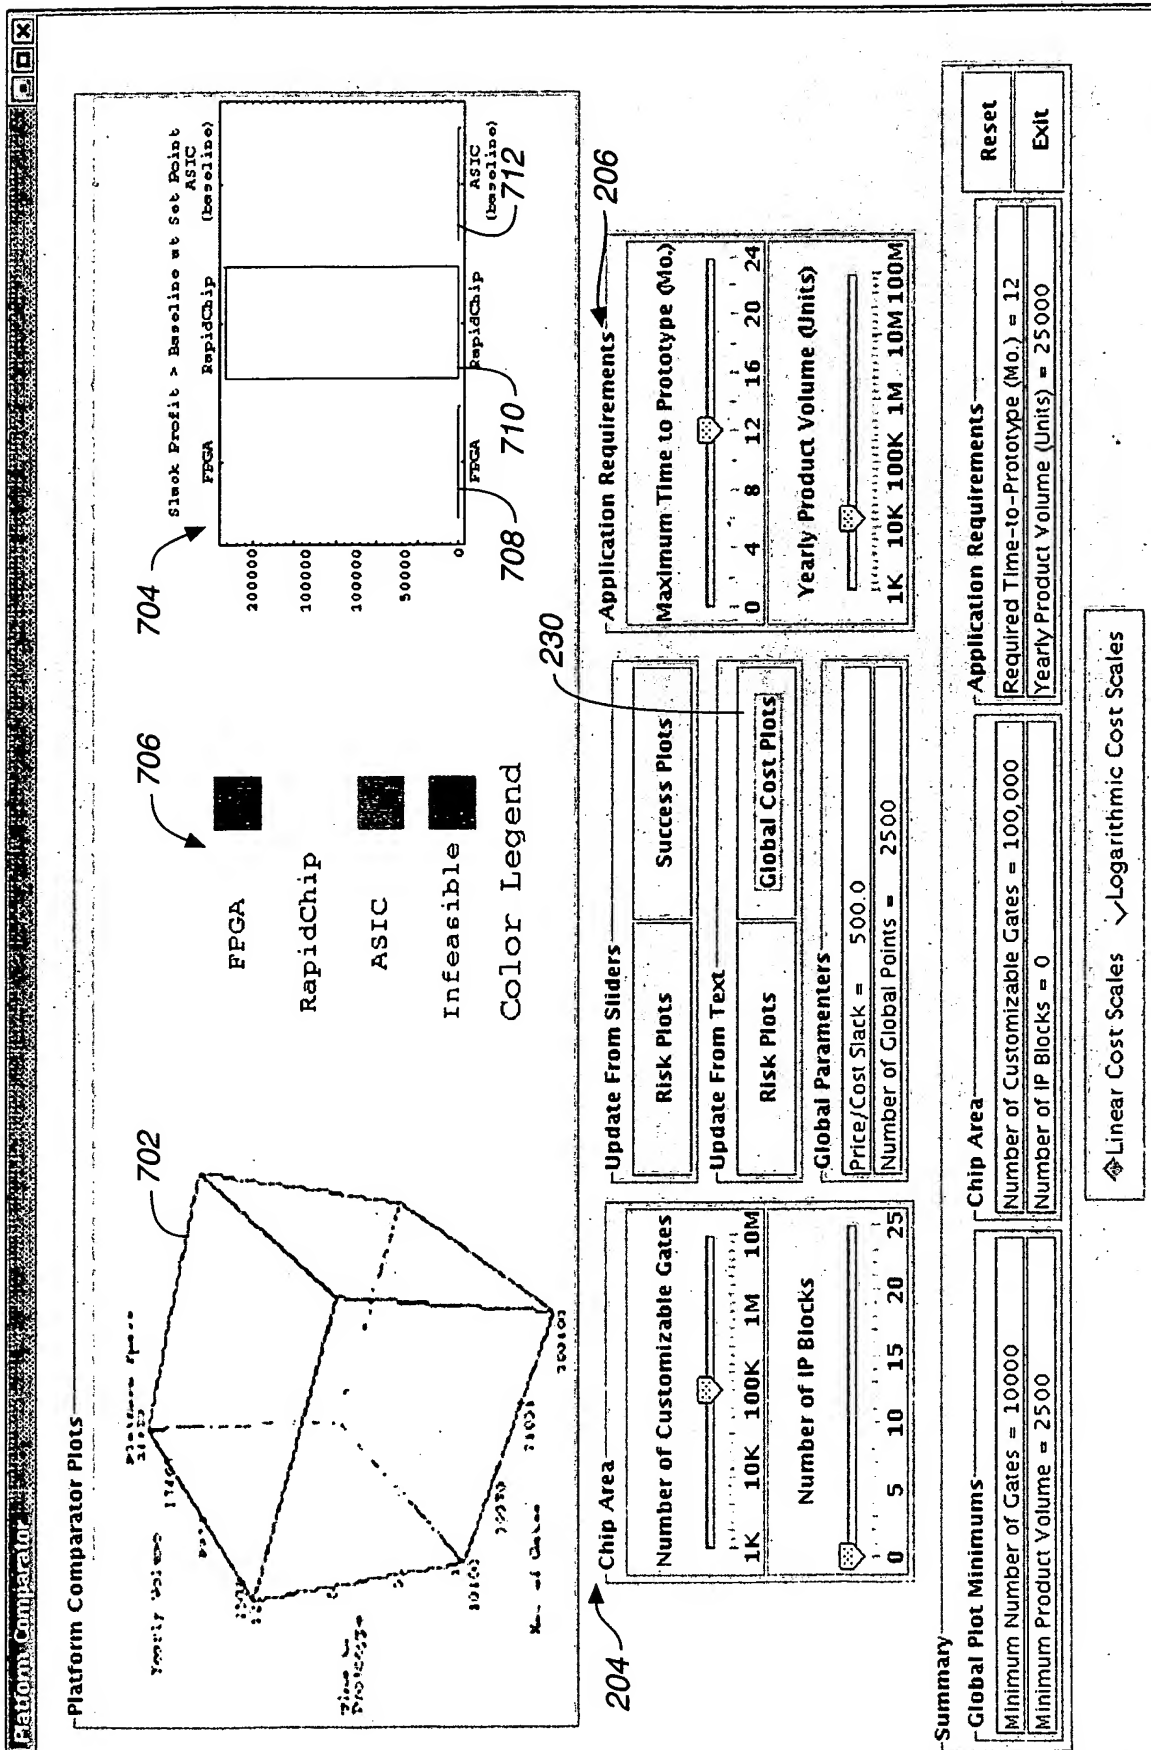 Platform Comparator
Platform Comparator Plots
702
Platform Space
Yearly Volume
Time to
Prototype
Num of Gates
706
FPGA
RapidChip
ASIC
Infeasible
Color Legend
704
Slack Profit > Baseline at Set Point
FPGA RapidChip ASIC
(baseline)
200000
100000
100000
50000
0
FPGA RapidChip ASIC
(baseline)
708
710
712
204
Chip Area
Number of Customizable Gates
1K 10K 100K 1M 10M
Number of IP Blocks
0 5 10 15 20 25
Update From Sliders
Risk Plots Success Plots
Update From Text
Risk Plots Global Cost Plots
230
Global Paramenters
Price/Cost Slack = 500.0
Number of Global Points = 2500
206
Application Requirements
Maximum Time to Prototype (Mo.)
0 4 8 12 16 20 24
Yearly Product Volume (Units)
1K 10K 100K 1M 10M 100M
Summary
Global Plot Minimums
Minimum Number of Gates = 10000
Minimum Product Volume = 2500
Chip Area
Number of Customizable Gates = 100,000
Number of IP Blocks = 0
Application Requirements
Required Time-to-Prototype (Mo.) = 12
Yearly Product Volume (Units) = 25000
Reset
Exit
Linear Cost Scales Logarithmic Cost Scales